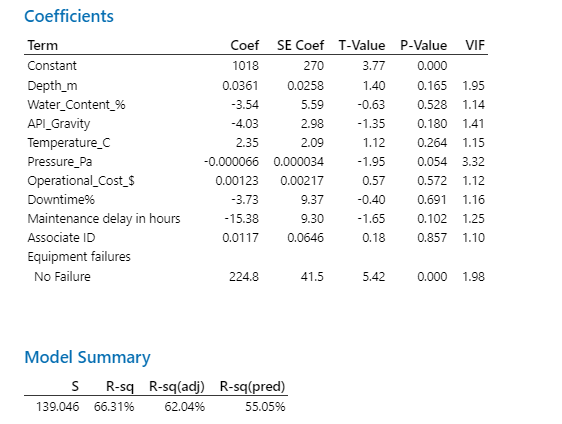 Coefficients
Term Coef SE Coef T-Value P-Value VIF
Constant 1018 270 3.77 0.000
Depth_m 0.0361 0.0258 1.40 0.165 1.95
Water_Content_% -3.54 5.59 -0.63 0.528 1.14
API_Gravity -4.03 2.98 -1.35 0.180 1.41
Temperature_C 2.35 2.09 1.12 0.264 1.15
Pressure_Pa -0.000066 0.000034 -1.95 0.054 3.32
Operational_Cost_$ 0.00123 0.00217 0.57 0.572 1.12
Downtime% -3.73 9.37 -0.40 0.691 1.16
Maintenance delay in hours -15.38 9.30 -1.65 0.102 1.25
Associate ID 0.0117 0.0646 0.18 0.857 1.10
Equipment failures
No Failure 224.8 41.5 5.42 0.000 1.98
Model Summary
S R-sq R-sq(adj) R-sq(pred)
139.046 66.31% 62.04% 55.05%